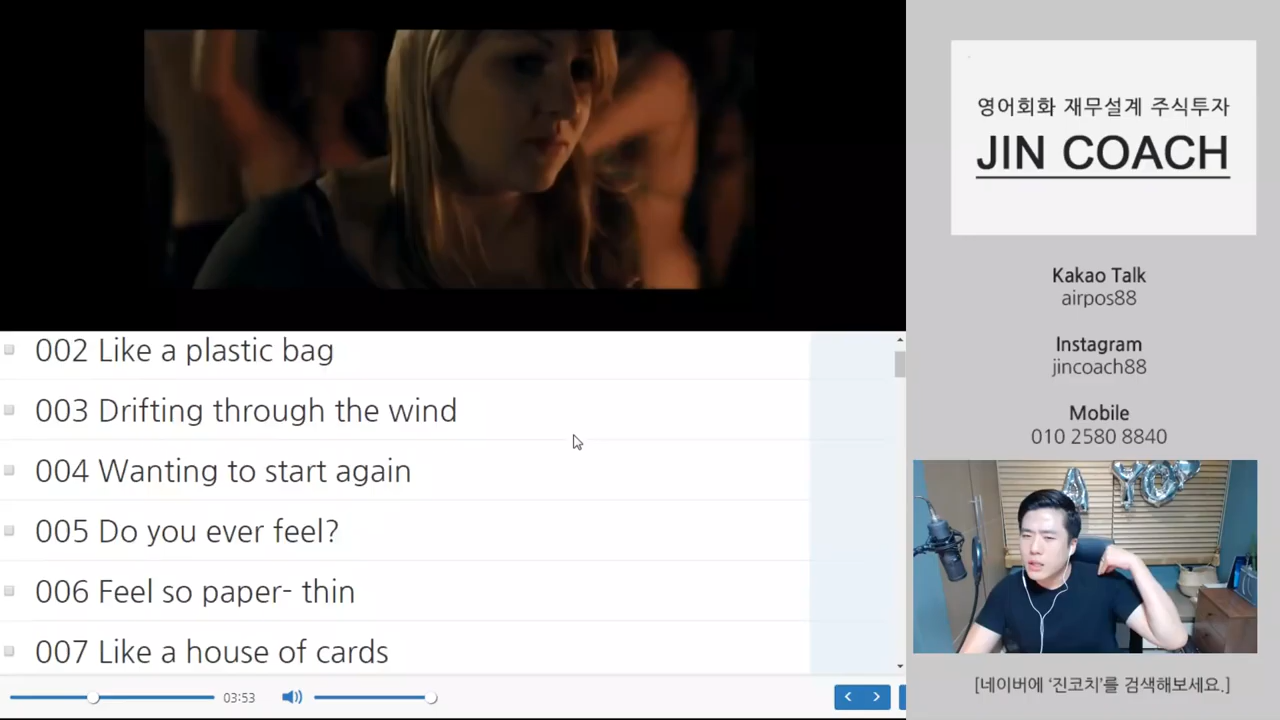 002 Like a plastic bag
003 Drifting through the wind
004 Wanting to start again
005 Do you ever feel?
006 Feel so paper- thin
007 Like a house of cards
03:53
영어회화 재무설계 주식투자
JIN COACH
Kakao Talk
airpos88
Instagram
jincoach88
Mobile
010 2580 8840
A YO
[네이버에 '진코치'를 검색해보세요.]